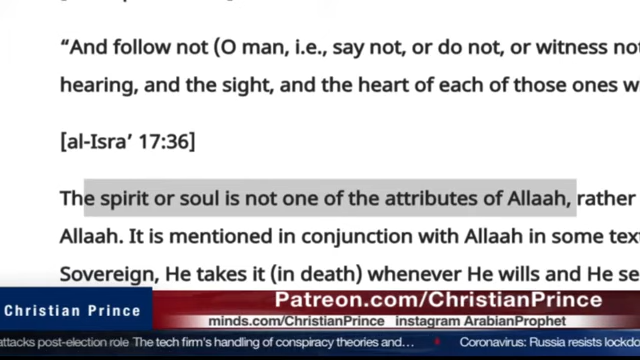 “And follow not (O man, i.e., say not, or do not, or witness not
hearing, and the sight, and the heart of each of those ones
[al-Isra’ 17:36]
The spirit or soul is not one of the attributes of Allaah, rather
Allaah. It is mentioned in conjunction with Allaah in some
Sovereign, He takes it (in death) whenever He wills and He
Christian Prince
Patreon.com/ChristianPrince
minds.com/ChristianPrince instagram ArabianProphet
attacks post-election role The tech firm's handling of conspiracy theories and… Coronavirus: Russia resists